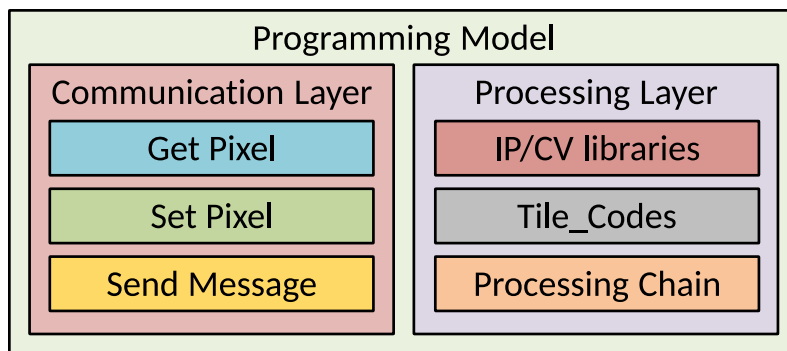 Programming Model
Communication Layer
Get Pixel
Set Pixel
Send Message
Processing Layer
IP/CV libraries
Tile_Codes
Processing Chain